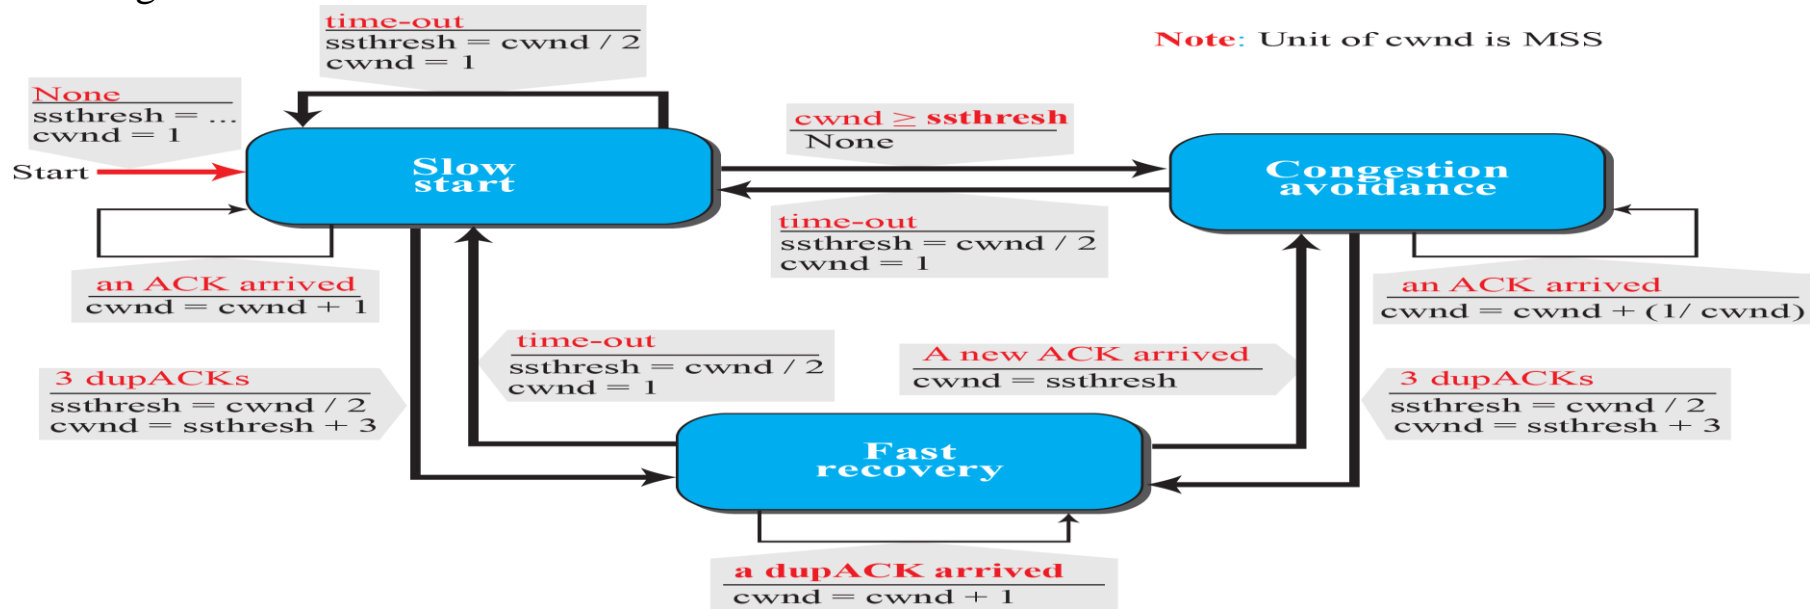 time-out
ssthresh = cwnd / 2
cwnd = 1
Note: Unit of cwnd is MSS
None
ssthresh = ...
cwnd = 1
Start
Slow
start
cwnd ≥ ssthresh
None
Congestion
avoidance
time-out
ssthresh = cwnd / 2
cwnd = 1
an ACK arrived
cwnd = cwnd + 1
an ACK arrived
cwnd = cwnd + (1/ cwnd)
time-out
ssthresh = cwnd / 2
cwnd = 1
A new ACK arrived
cwnd = ssthresh
3 dupACKs
ssthresh = cwnd / 2
cwnd = ssthresh + 3
3 dupACKs
ssthresh = cwnd / 2
cwnd = ssthresh + 3
Fast
recovery
a dupACK arrived
cwnd = cwnd + 1